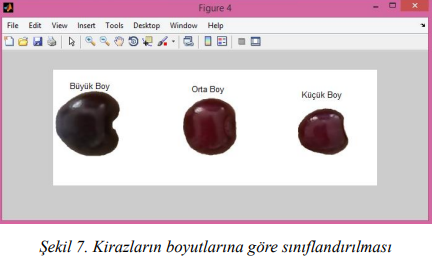 Figure 4
File Edit View Insert Tools Desktop Window Help
Büyük Boy
Orta Boy
Küçük Boy
Şekil 7. Kirazların boyutlarına göre sınıflandırılması